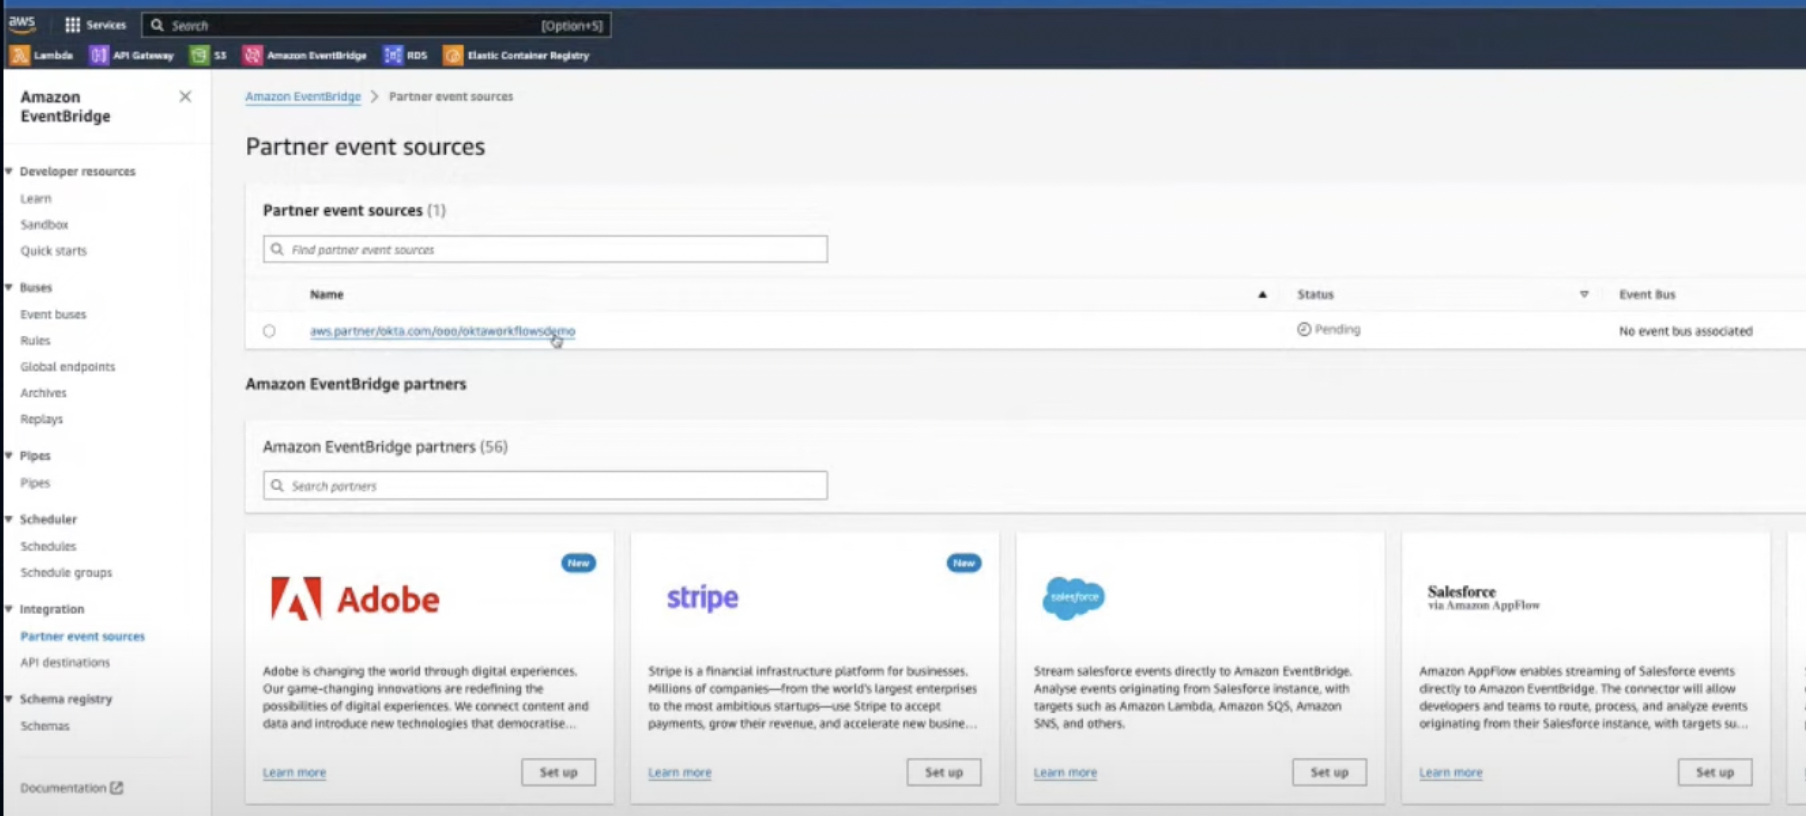 aws
Services
Search
[Option+S]
Lambda
API Gateway
S3
Amazon EventBridge
RDS
Elastic Container Registry
Amazon
EventBridge
Developer resources
Learn
Sandbox
Quick starts
Buses
Event buses
Rules
Global endpoints
Archives
Replays
Pipes
Pipes
Scheduler
Schedules
Schedule groups
Integration
Partner event sources
API destinations
Schema registry
Schemas
Documentation
Amazon EventBridge > Partner event sources
Partner event sources
Partner event sources (1)
Find partner event sources
Name
Status
Event Bus
aws.partner/okta.com/ooo/oktaworkflowsdemo
Pending
No event bus associated
Amazon EventBridge partners
Amazon EventBridge partners (56)
Search partners
New
Adobe
Adobe is changing the world through digital experiences.
Our game-changing innovations are redefining the
possibilities of digital experiences. We connect content and
data and introduce new technologies that democratise...
Learn more
Set up
New
stripe
Stripe is a financial infrastructure platform for businesses.
Millions of companies—from the world's largest enterprises
to the most ambitious startups—use Stripe to accept
payments, grow their revenue, and accelerate new busine...
Learn more
Set up
salesforce
Stream salesforce events directly to Amazon EventBridge.
Analyse events originating from Salesforce instance, with
targets such as Amazon Lambda, Amazon SQS, Amazon
SNS, and others.
Learn more
Set up
Salesforce
via Amazon AppFlow
Amazon AppFlow enables streaming of Salesforce events
directly to Amazon EventBridge. The connector will allow
developers and teams to route, process, and analyze events
originating from their Salesforce instance, with targets su...
Learn more
Set up